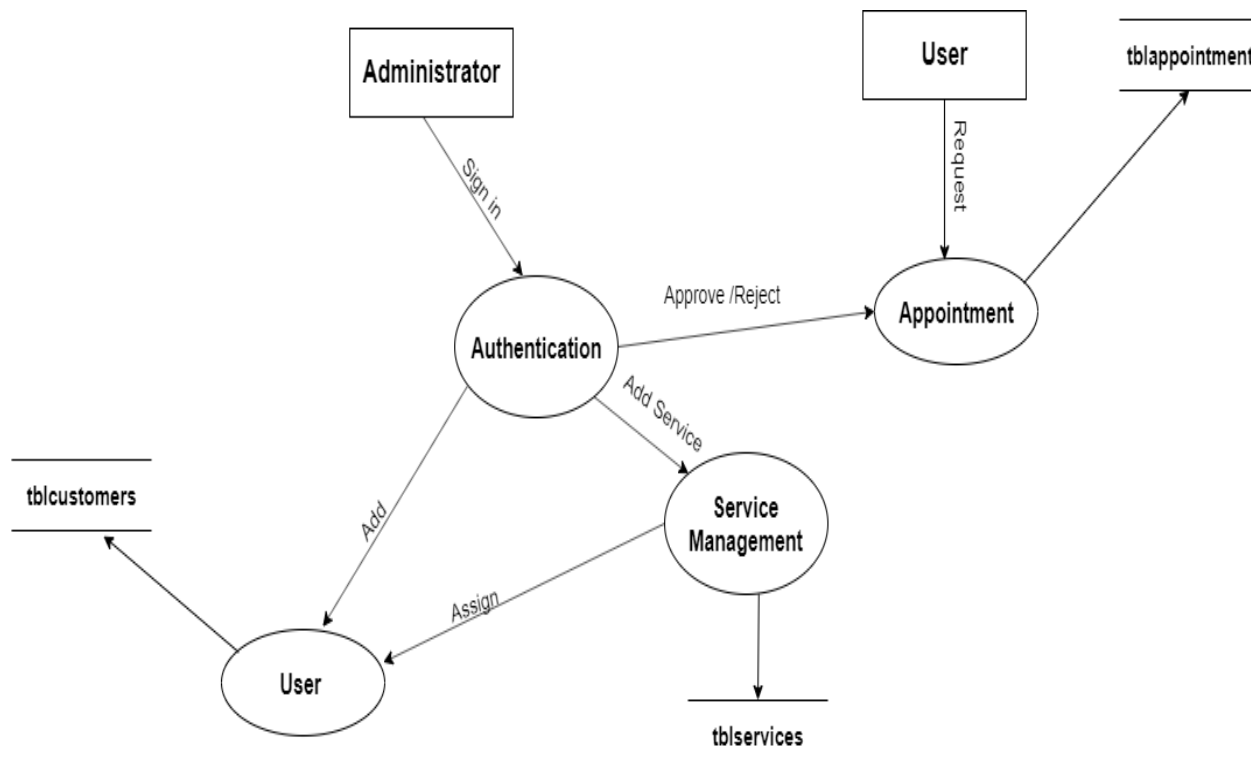 Administrator
User
tblappointment
Sign in
Request
Approve /Reject
Appointment
Authentication
Add Service
tblcustomers
Add
Service
Management
Assign
User
tblservices